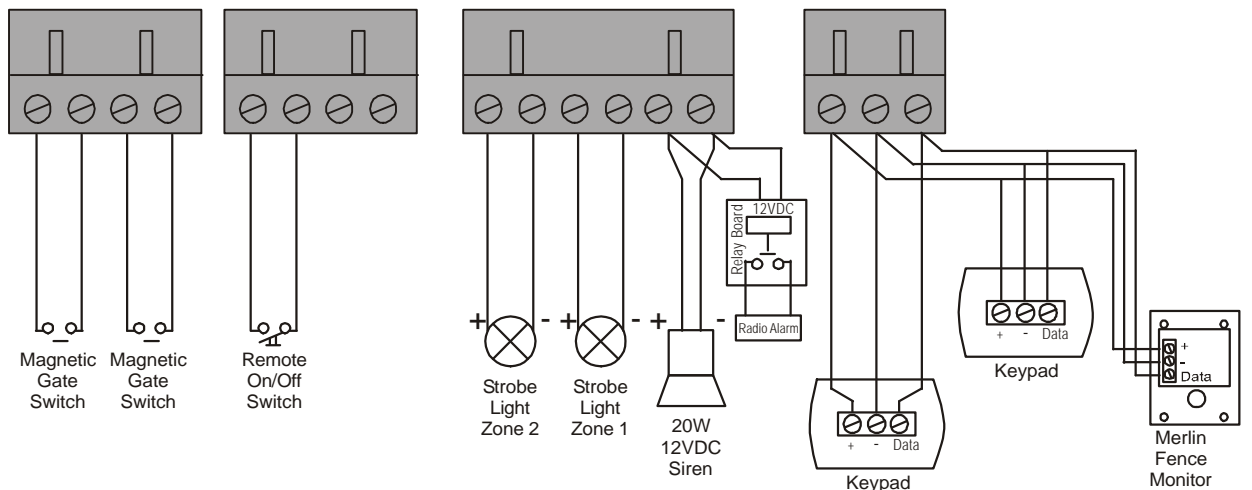 Magnetic
Gate
Switch
Magnetic
Gate
Switch
Remote
On/Off
Switch
+
-
Strobe
Light
Zone 2
+
-
Strobe
Light
Zone 1
+
-
20W
12VDC
Siren
12VDC
Relay Board
Radio Alarm
+ - Data
Keypad
+ - Data
Keypad
+
-
Data
Merlin
Fence
Monitor